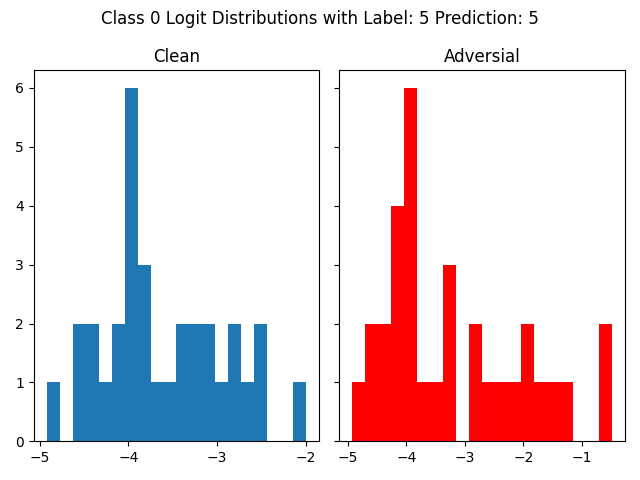 Class 0 Logit Distributions with Label: 5 Prediction: 5
Clean
Adversial
6
5
4
3
2
1
0
−5 −4 −3 −2
−5 −4 −3 −2 −1